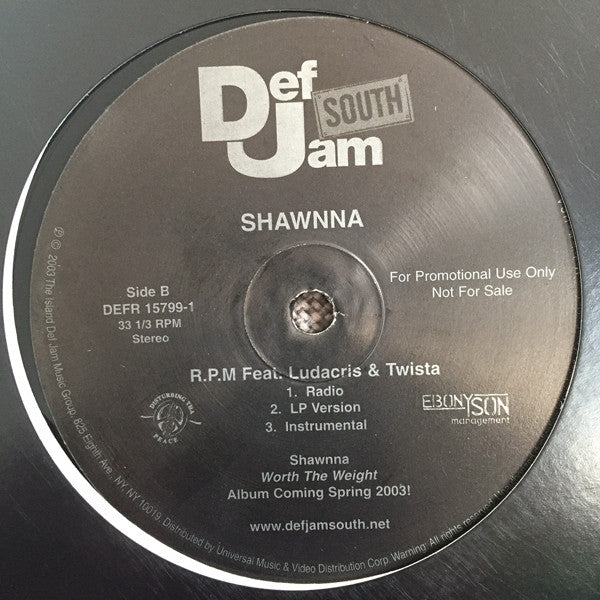 Def Jam
SOUTH
SHAWNNA
Side B
DEFR 15799-1
33 1/3 RPM
Stereo
For Promotional Use Only
Not For Sale
R.P.M Feat. Ludacris & Twista
1. Radio
2. LP Version
3. Instrumental
DISTURBING THA
PEACE
EBONYSON
management
Shawnna
Worth The Weight
Album Coming Spring 2003!
www.defjamsouth.net
℗ © 2003 The Island Def Jam Music Group, 825 Eighth Ave., NY, NY 10019. Distributed by Universal Music & Video Distribution Corp. Warning: All rights